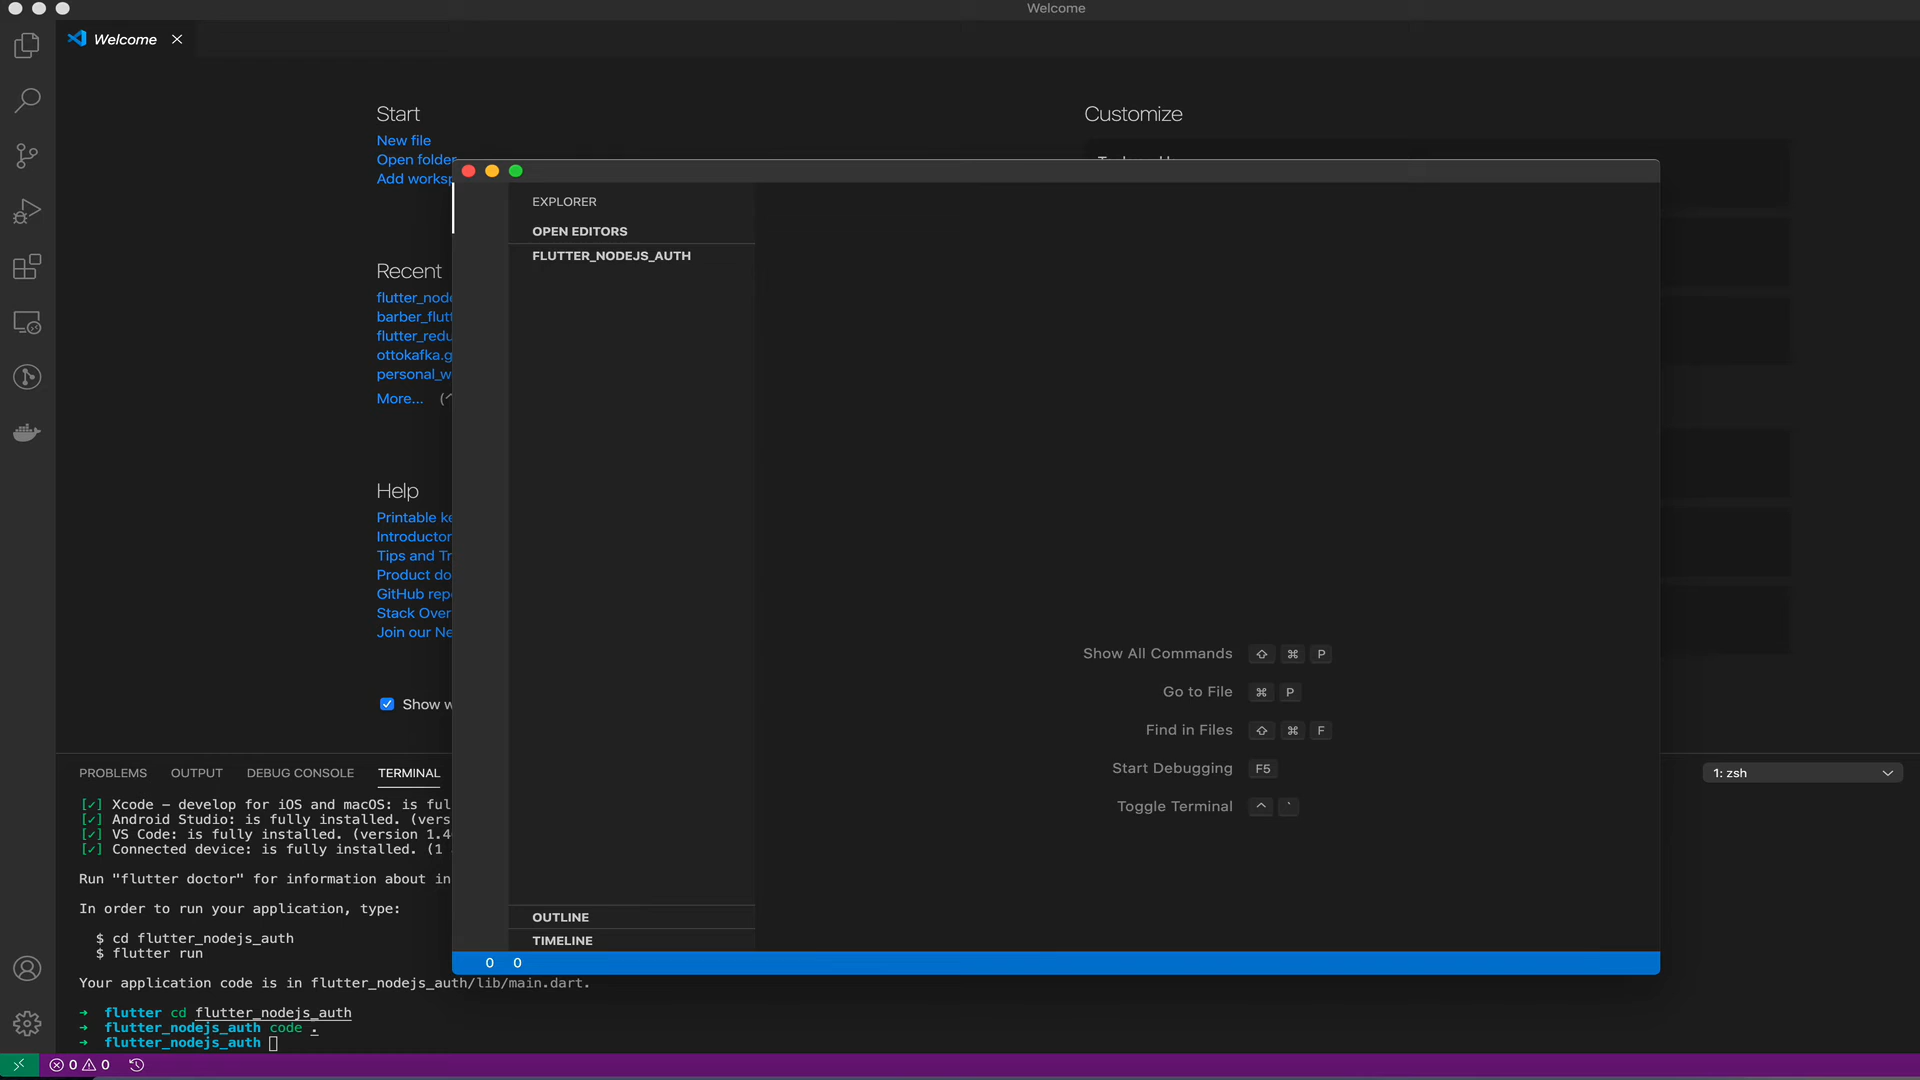 Welcome
Welcome
Start
New file
Open folder
Add worksp
Recent
flutter_nod
barber_flutt
flutter_redu
ottokafka.g
personal_w
More... (^
Help
Printable ke
Introductor
Tips and Tr
Product do
GitHub repo
Stack Over
Join our Ne
Show w
Customize
EXPLORER
OPEN EDITORS
FLUTTER_NODEJS_AUTH
Show All Commands ⇧ ⌘ P
Go to File ⌘ P
Find in Files ⇧ ⌘ F
Start Debugging F5
Toggle Terminal ^ `
OUTLINE
TIMELINE
0 0
PROBLEMS OUTPUT DEBUG CONSOLE TERMINAL
1: zsh
[✓] Xcode – develop for iOS and macOS: is ful
[✓] Android Studio: is fully installed. (vers
[✓] VS Code: is fully installed. (version 1.4
[✓] Connected device: is fully installed. (1
Run "flutter doctor" for information about in
In order to run your application, type:
$ cd flutter_nodejs_auth
$ flutter run
Your application code is in flutter_nodejs_auth/lib/main.dart.
➜ flutter cd flutter_nodejs_auth
➜ flutter_nodejs_auth code .
➜ flutter_nodejs_auth
0 0